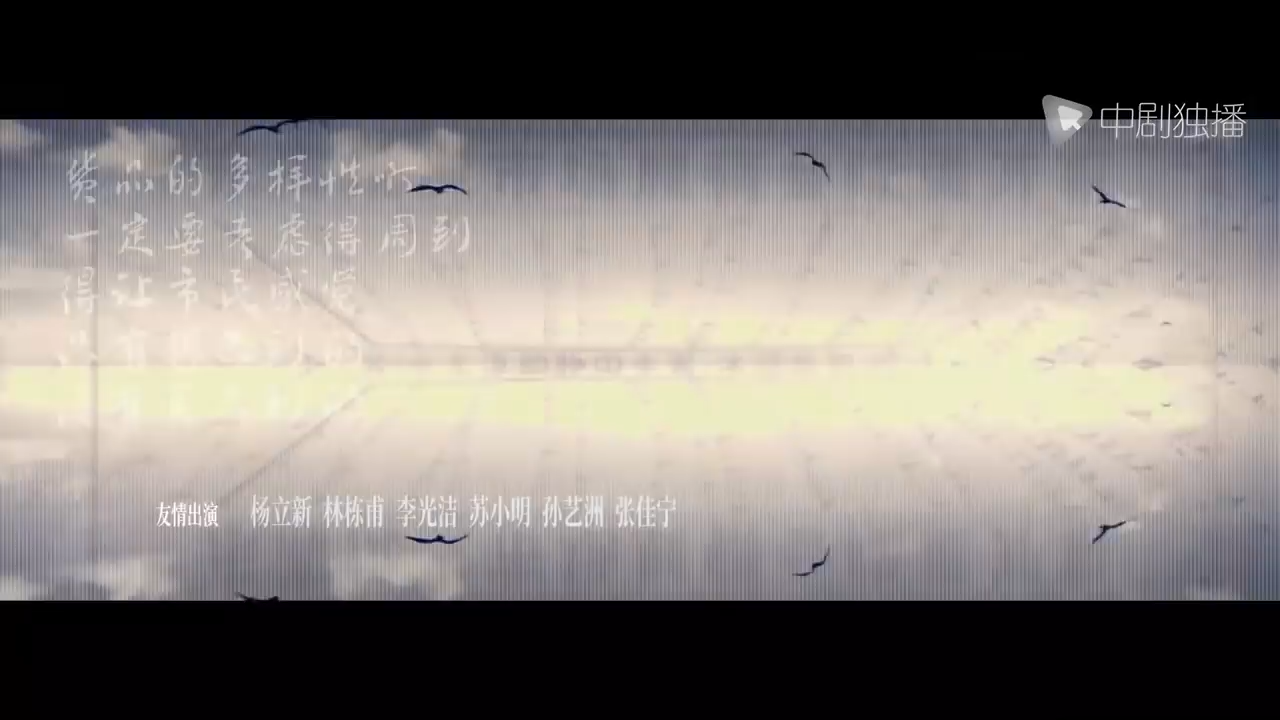 中剧独播
货品的多样性呀
一定要考虑得周到
得让市民感觉
友情出演 杨立新 林栋甫 李光洁 苏小明 孙艺洲 张佳宁